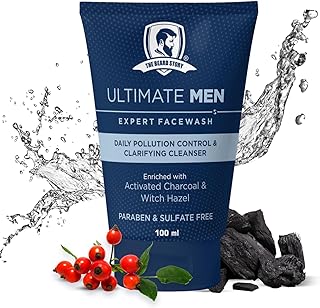 THE BEARD STORY
ULTIMATE MEN
EXPERT FACEWASH
DAILY POLLUTION CONTROL &
CLARIFYING CLEANSER
Enriched with
Activated Charcoal &
Witch Hazel
PARABEN & SULFATE FREE
100 ml